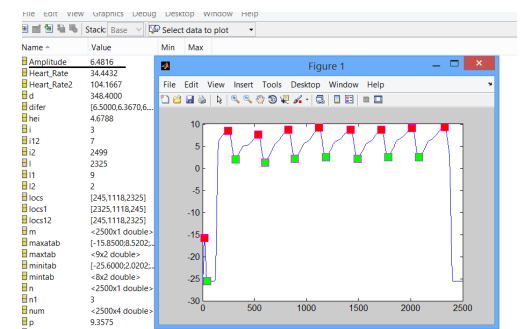 File Edit View Graphics Debug Desktop Window Help
Stack: Base Select data to plot
Name Value Min Max
Amplitude 6.4816
Heart_Rate 34.4432
Heart_Rate2 104.1667
d 348.4000
difer [6.5000,6.3670,6....
hei 4.6788
i 3
i12 7
i2 2499
l 2325
l1 9
l2 2
locs [245,1118,2325]
locs1 [2325,1118,245]
locs12 [245,1118,2325]
m <2500x1 double>
maxatab [-15.8500;8.5202;...
maxtab <9x2 double>
minitab [-25.6000;2.0202;...
mintab <8x2 double>
n <2500x1 double>
n1 3
num <2500x4 double>
p 9.3575
Figure 1
File Edit View Insert Tools Desktop Window Help
10
5
0
-5
-10
-15
-20
-25
-30
0 500 1000 1500 2000 2500